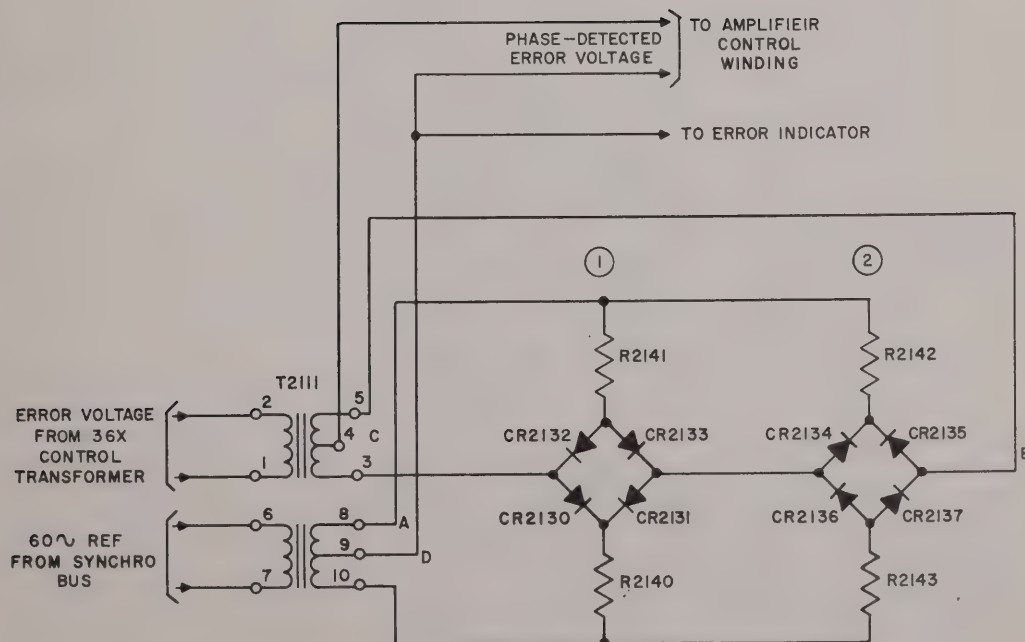 TO AMPLIFIEIR
CONTROL
WINDING
PHASE-DETECTED
ERROR VOLTAGE
TO ERROR INDICATOR
1
2
R2141
R2142
T2111
ERROR VOLTAGE
FROM 36X
CONTROL
TRANSFORMER
2
5
4
C
1
3
CR2132
CR2133
CR2134
CR2135
E
CR2130
CR2131
CR2136
CR2137
60~ REF
FROM SYNCHRO
BUS
6
8
A
9
D
7
10
R2140
R2143